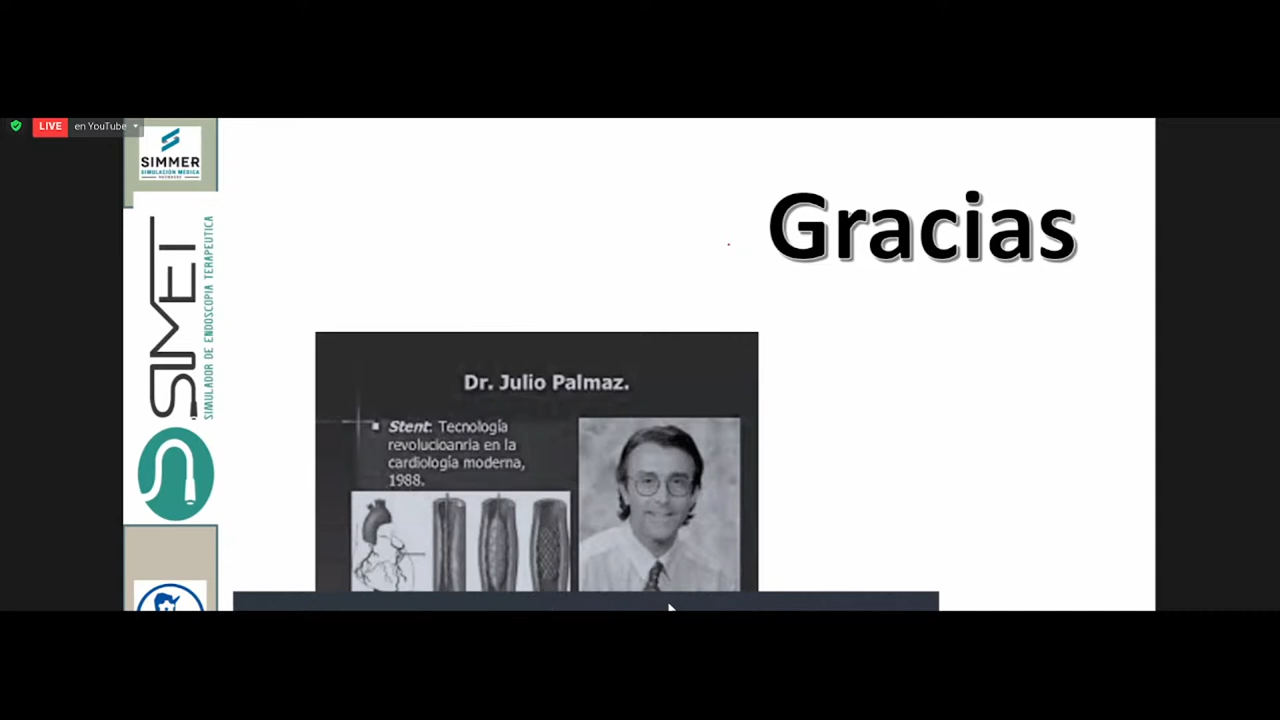 LIVE en YouTube
SIMMER
SIMULACIÓN MÉDICA
SIMET
SIMULADOR DE ENDOSCOPIA TERAPEUTICA
Gracias
Dr. Julio Palmaz.
Stent: Tecnología
revolucioanria en la
cardiología moderna,
1988.